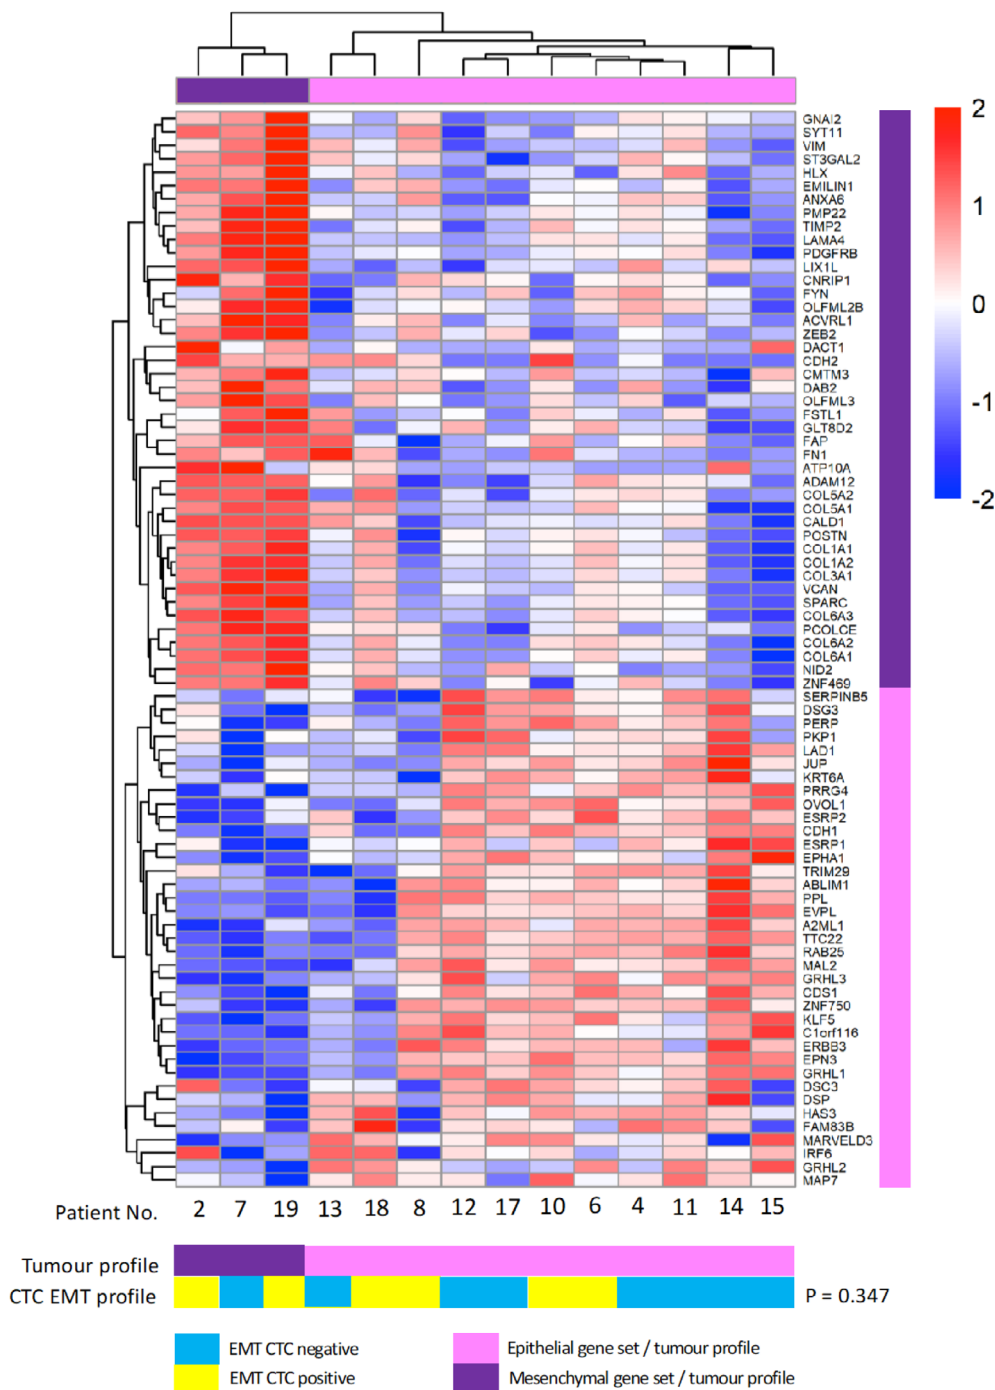 GNAI2
SYT11
VIM
ST3GAL2
HLX
EMILIN1
ANXA6
PMP22
TIMP2
LAMA4
PDGFRB
LIX1L
CNRIP1
FYN
OLFML2B
ACVRL1
ZEB2
DACT1
CDH2
CMTM3
DAB2
OLFML3
FSTL1
GLT8D2
FAP
FN1
ATP10A
ADAM12
COL5A2
COL5A1
CALD1
POSTN
COL1A1
COL1A2
COL3A1
VCAN
SPARC
COL6A3
PCOLCE
COL6A2
COL6A1
NID2
ZNF469
SERPINB5
DSG3
PERP
PKP1
LAD1
JUP
KRT6A
PRRG4
OVOL1
ESRP2
CDH1
ESRP1
EPHA1
TRIM29
ABLIM1
PPL
EVPL
A2ML1
TTC22
RAB25
MAL2
GRHL3
CDS1
ZNF750
KLF5
C1orf116
ERBB3
EPN3
GRHL1
DSC3
DSP
HAS3
FAM83B
MARVELD3
IRF6
GRHL2
MAP7
2
1
0
-1
-2
Patient No. 2 7 19 13 18 8 12 17 10 6 4 11 14 15
Tumour profile
CTC EMT profile P = 0.347
EMT CTC negative Epithelial gene set / tumour profile
EMT CTC positive Mesenchymal gene set / tumour profile